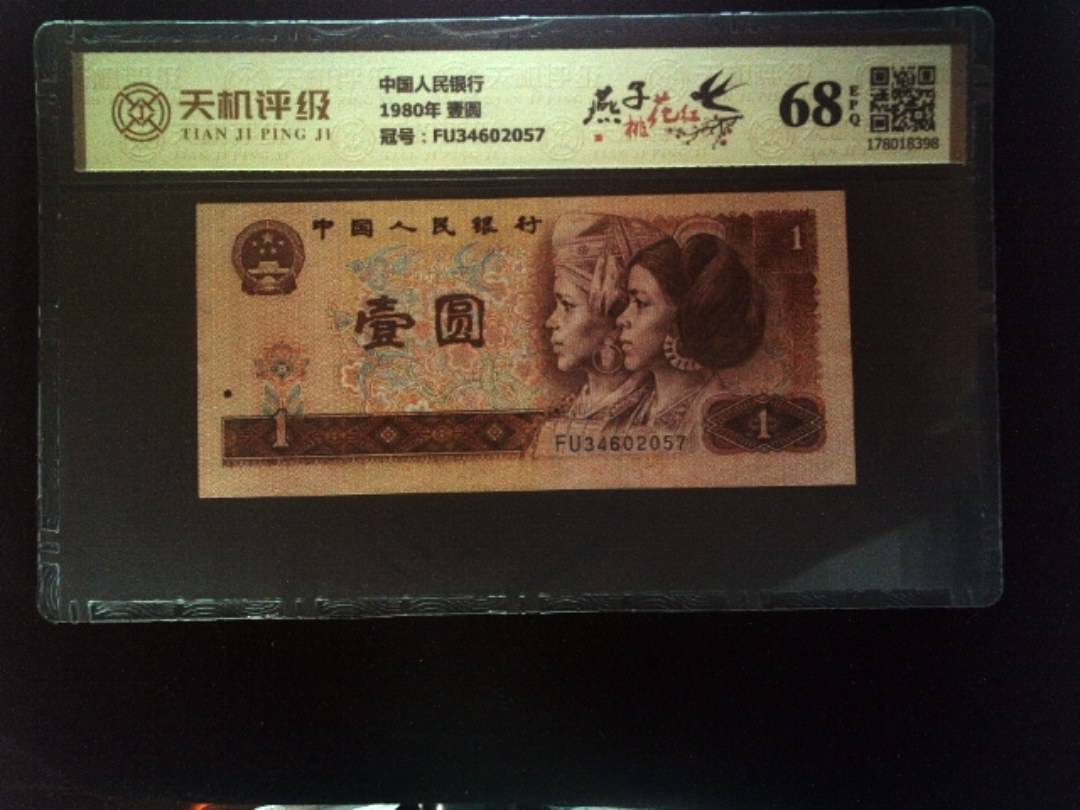 天机评级
TIAN JI PING JI
中国人民银行
1980年 壹圆
冠号：FU34602057
燕子
桃花红
68
EPQ
178018398
中国人民银行
1
壹圆
1
FU34602057
1